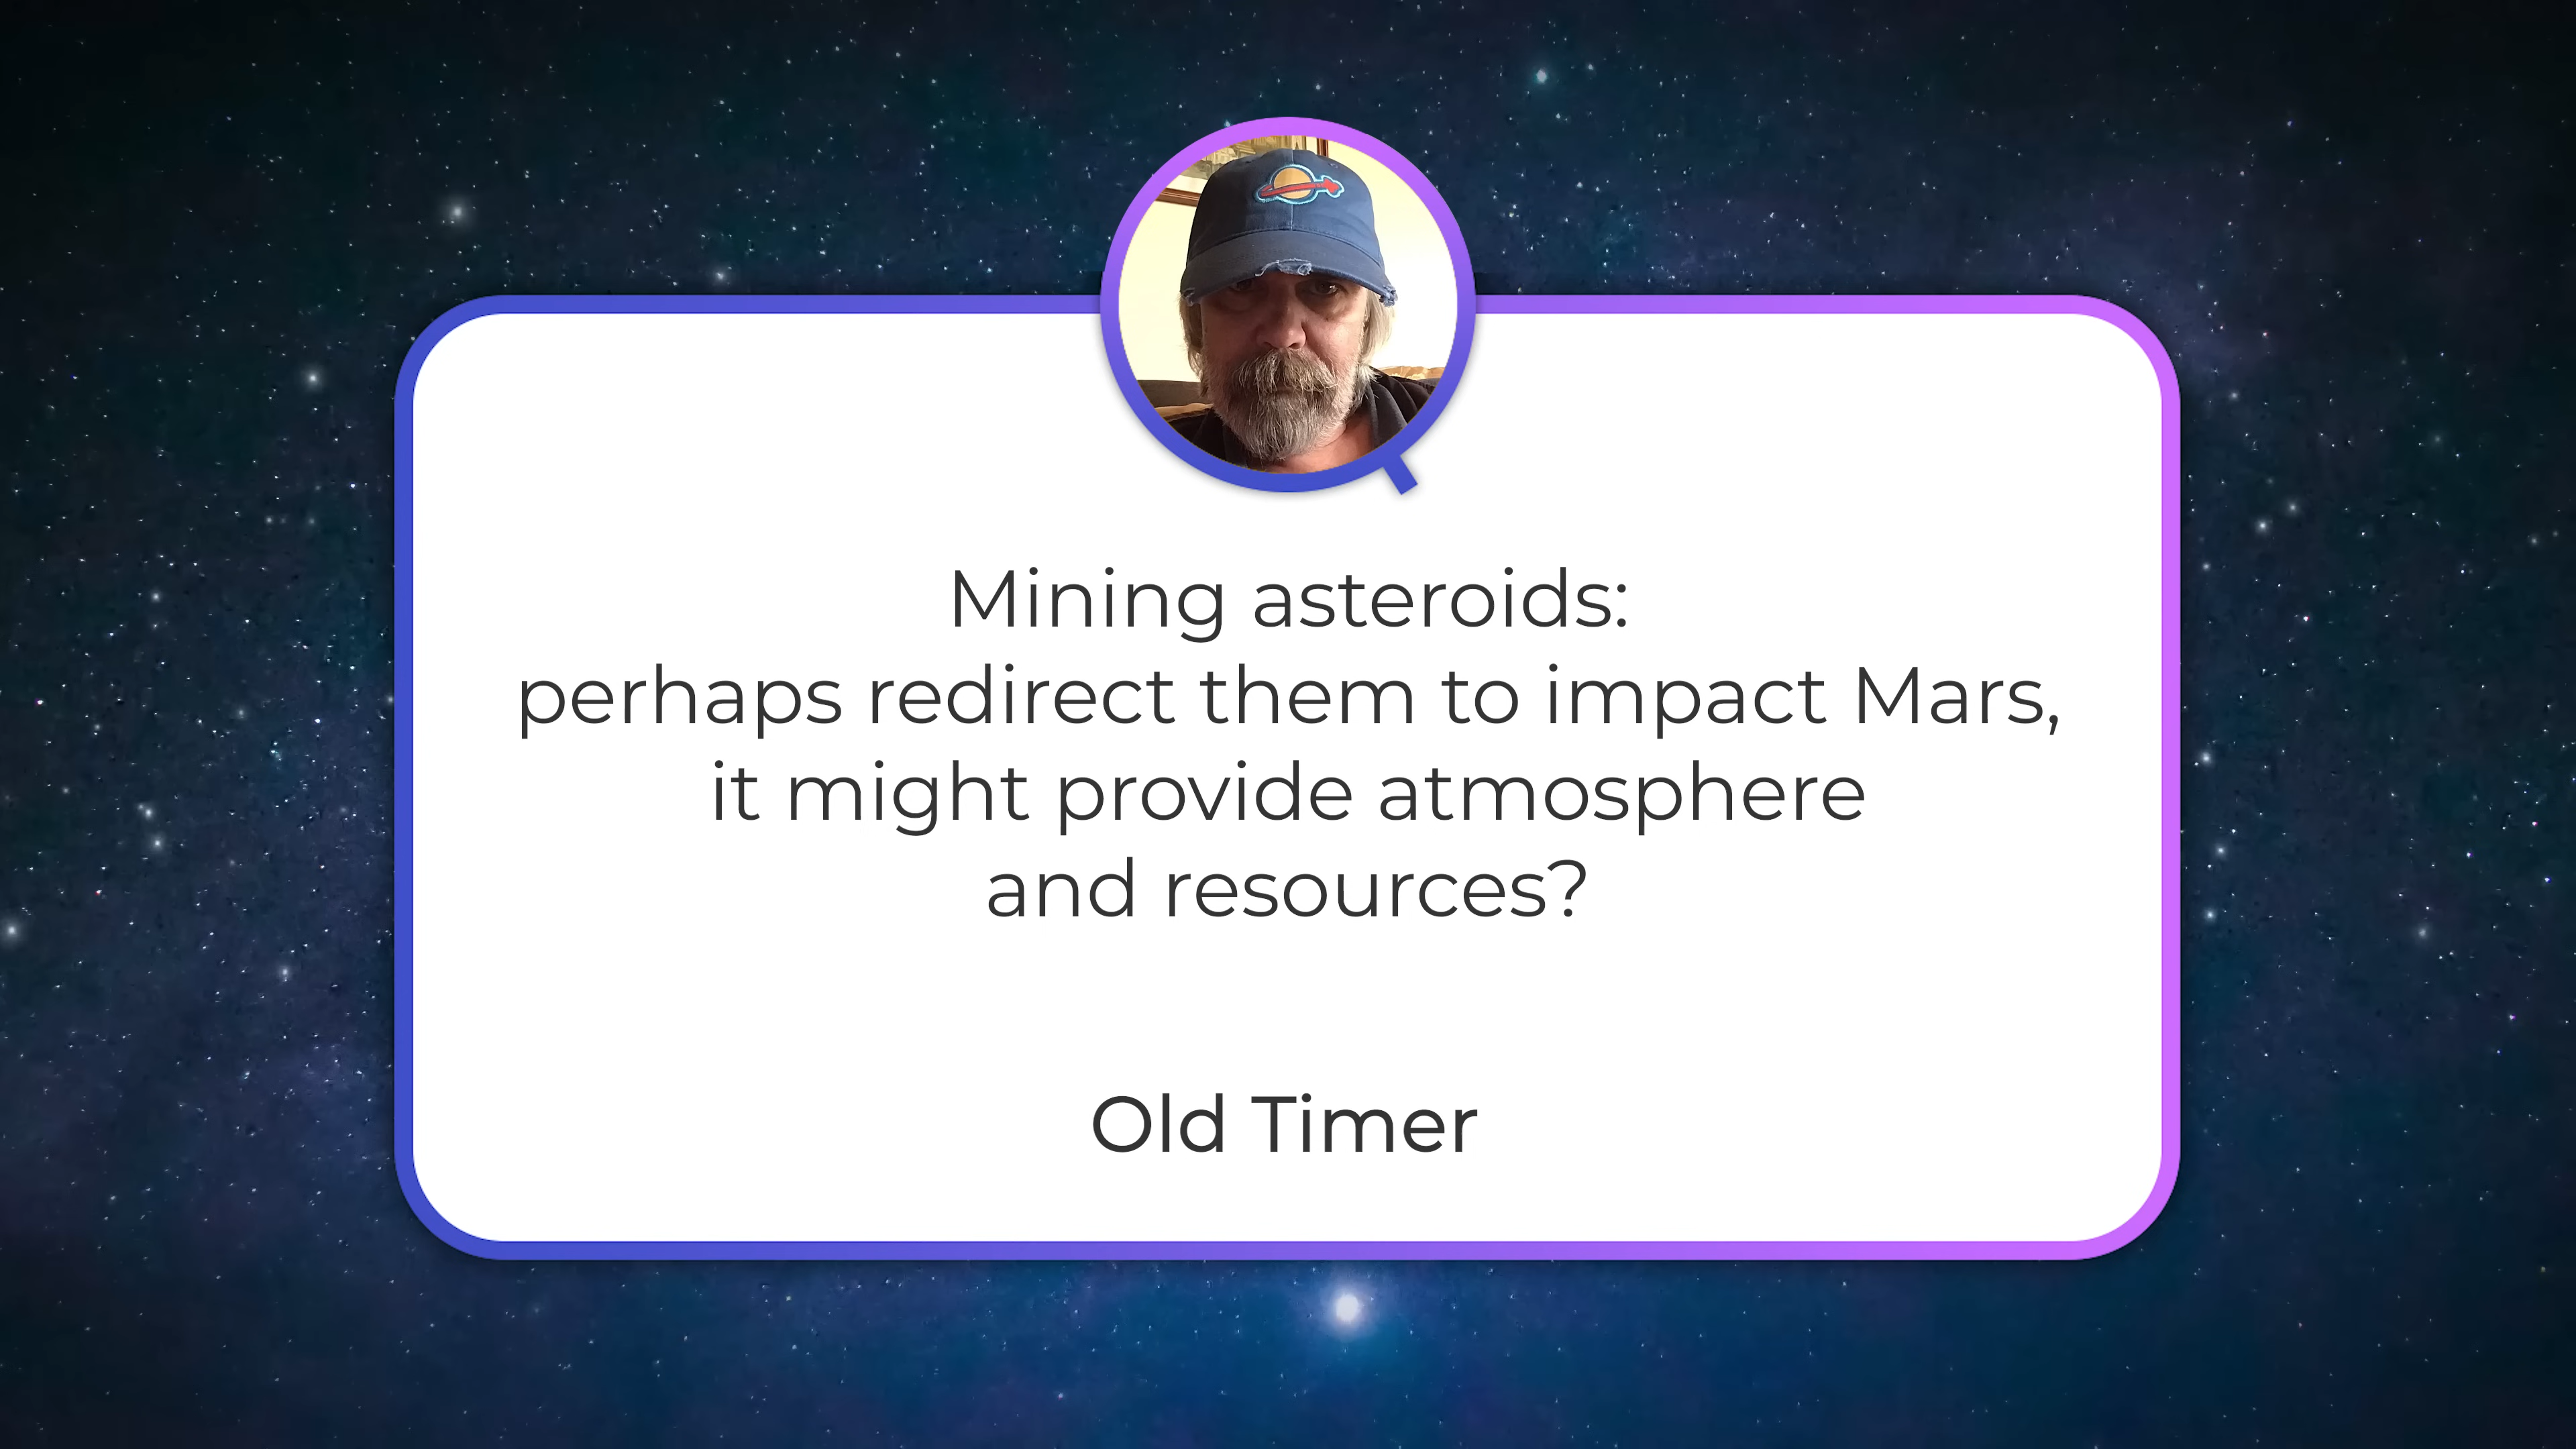 Mining asteroids:
perhaps redirect them to impact Mars,
it might provide atmosphere
and resources?
Old Timer